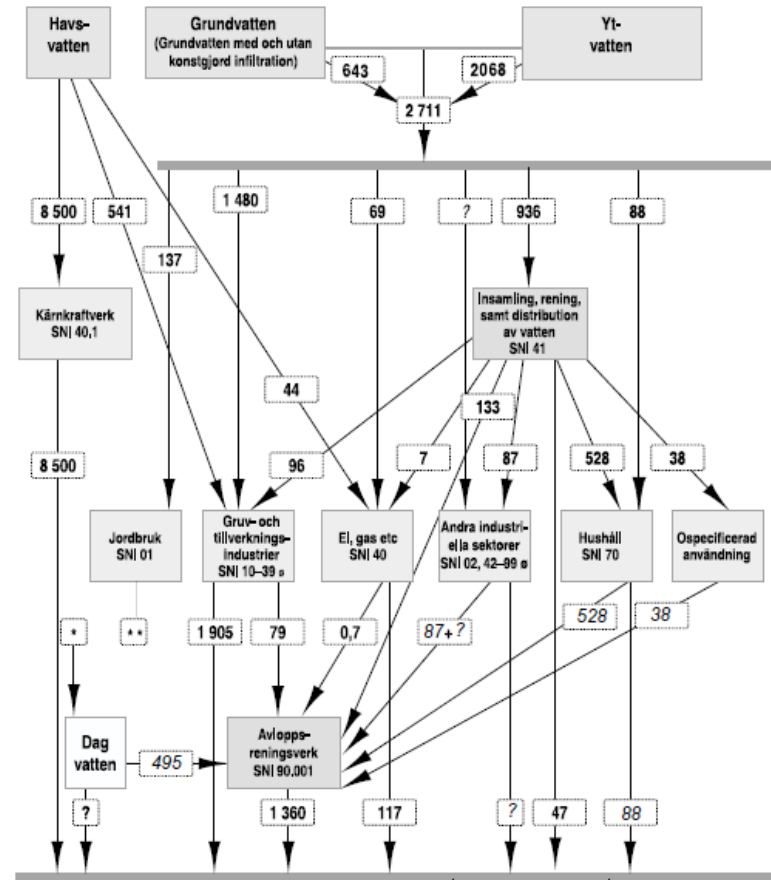 Havs-
vatten
Grundvatten
(Grundvatten med och utan
konstgjord infiltration)
Yt-
vatten
643
2068
2 711
8 500
541
1 480
69
?
936
88
137
Kärnkraftverk
SNI 40,1
Insamling, rening,
samt distribution
av vatten
SNI 41
44
133
8 500
96
7
87
528
38
Jordbruk
SNI 01
Gruv- och
tillverknings-
industrier
SNI 10-39 ø
El, gas etc
SNI 40
Andra industri-
ella sektorer
SNI 02, 42-99 ø
Hushåll
SNI 70
Ospecificerad
användning
*
**
1 905
79
0,7
87+?
528
38
Dag
vatten
495
Avlopps-
reningsverk
SNI 90.001
?
1 360
117
?
47
88